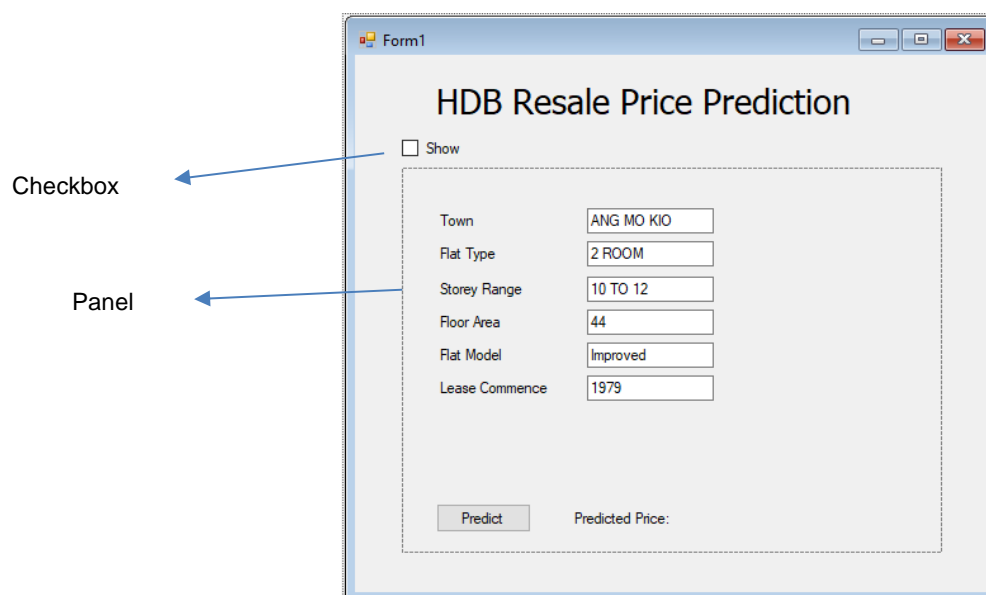 Form1
HDB Resale Price Prediction
Show
Checkbox
Town ANG MO KIO
Flat Type 2 ROOM
Storey Range 10 TO 12
Panel
Floor Area 44
Flat Model Improved
Lease Commence 1979
Predict Predicted Price: